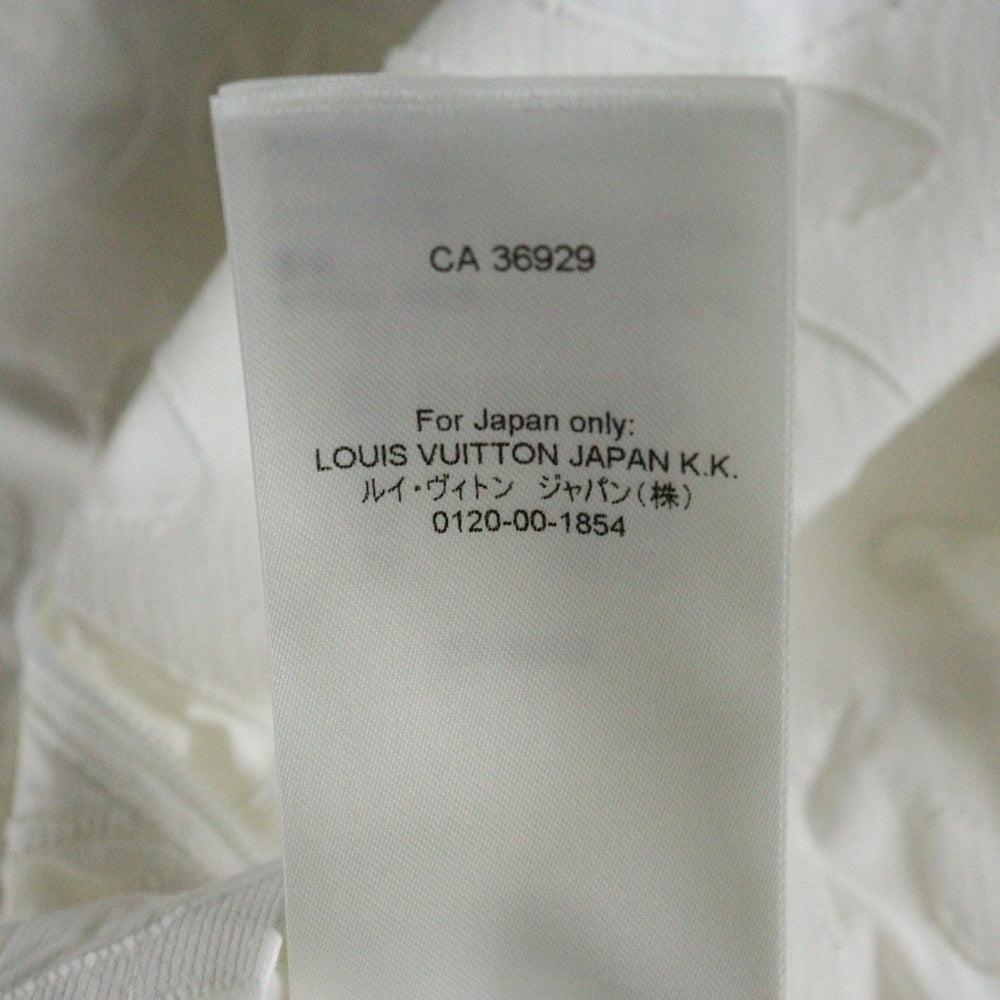 CA 36929
For Japan only:
LOUIS VUITTON JAPAN K.K.
ルイ・ヴィトン ジャパン(株)
0120-00-1854